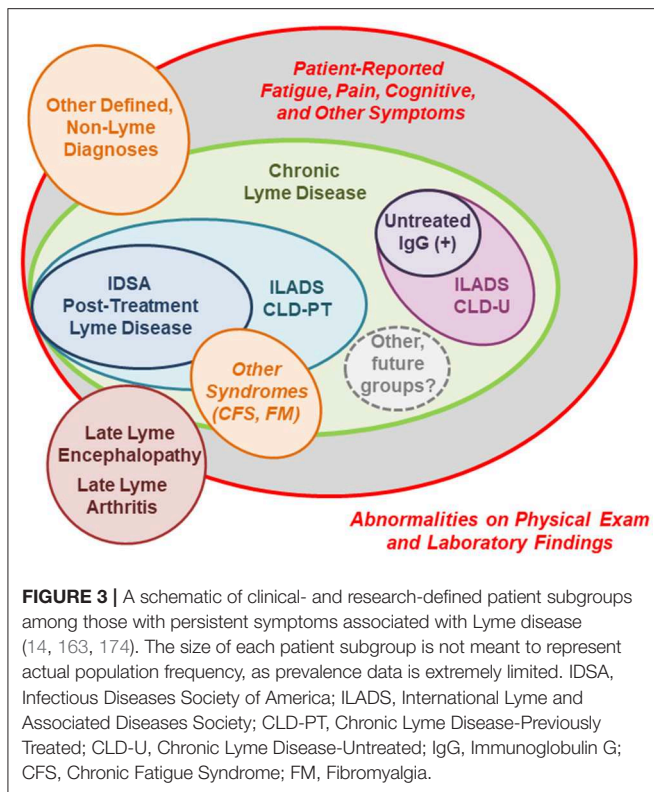 Patient-Reported
Fatigue, Pain, Cognitive,
and Other Symptoms
Other Defined,
Non-Lyme
Diagnoses
Chronic
Lyme Disease
Untreated
IgG (+)
IDSA
Post-Treatment
Lyme Disease
ILADS
CLD-PT
ILADS
CLD-U
Other,
future
groups?
Other
Syndromes
(CFS, FM)
Late Lyme
Encephalopathy
Late Lyme
Arthritis
Abnormalities on Physical Exam
and Laboratory Findings
FIGURE 3 | A schematic of clinical- and research-defined patient subgroups
among those with persistent symptoms associated with Lyme disease
(14, 163, 174). The size of each patient subgroup is not meant to represent
actual population frequency, as prevalence data is extremely limited. IDSA,
Infectious Diseases Society of America; ILADS, International Lyme and
Associated Diseases Society; CLD-PT, Chronic Lyme Disease-Previously
Treated; CLD-U, Chronic Lyme Disease-Untreated; IgG, Immunoglobulin G;
CFS, Chronic Fatigue Syndrome; FM, Fibromyalgia.